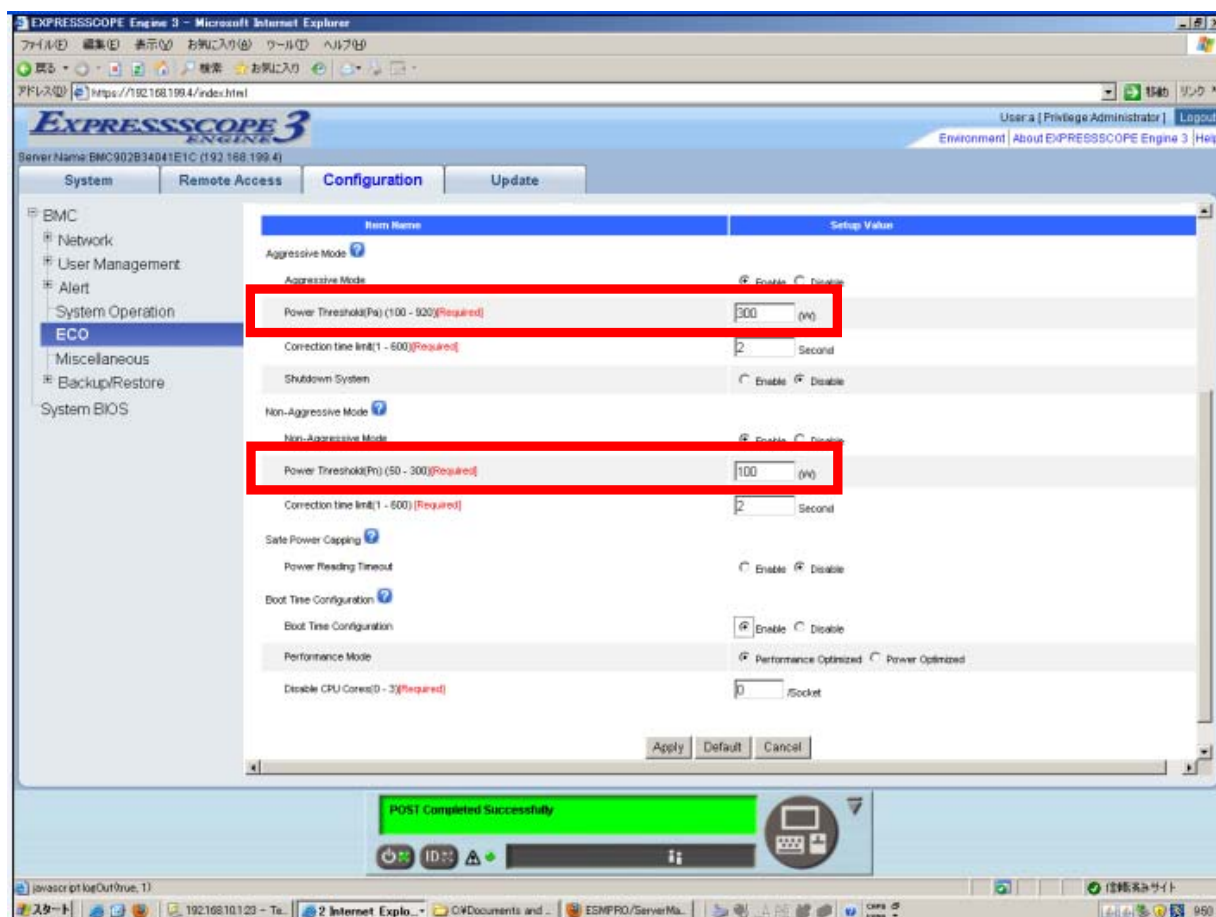 EXPRESSSCOPE Engine 3 - Microsoft Internet Explorer
ファイル(F) 編集(E) 表示(V) お気に入り(A) ツール(T) ヘルプ(H)
戻る 検索 お気に入り
アドレス(D) https://192.168.199.4/index.html 移動 リンク
EXPRESSSCOPE ENGINE 3
User:a [ Privilege:Administrator ] Logout
Environment | About EXPRESSSCOPE Engine 3 | Help
Server Name:BMC902B34041E1C (192.168.199.4)
System Remote Access Configuration Update
BMC
Network
User Management
Alert
System Operation
ECO
Miscellaneous
Backup/Restore
System BIOS
Item Name Setup Value
Aggressive Mode
Aggressive Mode Enable Disable
Power Threshold(Pa) (100 - 920)[Required] 300 (W)
Correction time limit(1 - 600)[Required] 2 Second
Shutdown System Enable Disable
Non-Aggressive Mode
Non-Aggressive Mode Enable Disable
Power Threshold(Pn) (50 - 300)[Required] 100 (W)
Correction time limit(1 - 600) [Required] 2 Second
Safe Power Capping
Power Reading Timeout Enable Disable
Boot Time Configuration
Boot Time Configuration Enable Disable
Performance Mode Performance Optimized Power Optimized
Disable CPU Cores(0 - 3)[Required] 0 /Socket
Apply Default Cancel
POST Completed Successfully
ID
javascript:logOut(true, 1) 信頼済みサイト
スタート 192.168.10.123 - Te... 2 Internet Explo... C:¥Documents and ... ESMPRO/ServerMa... CAPS 9:50